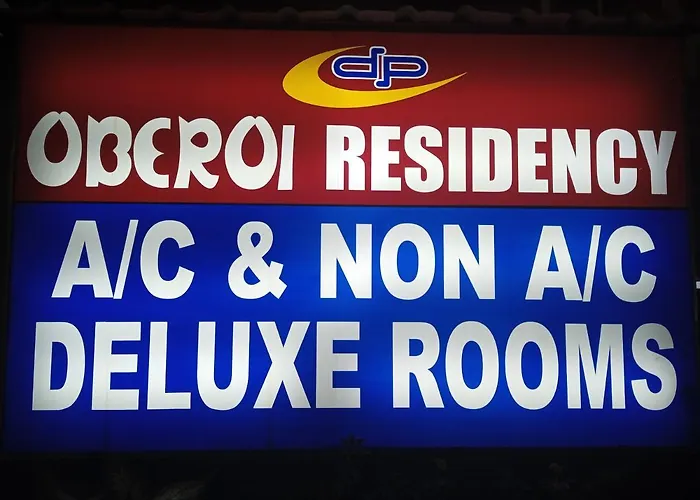 dp
OBEROI RESIDENCY
A/C & NON A/C
DELUXE ROOMS